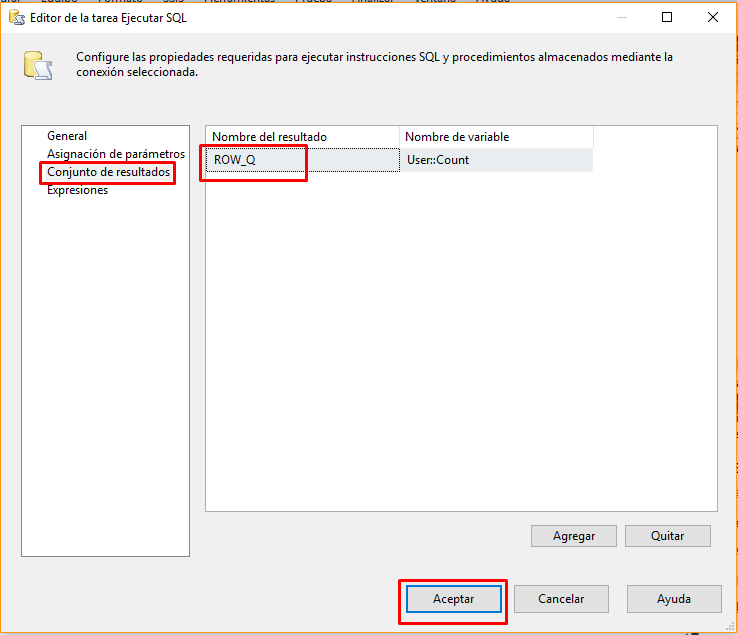 Editor de la tarea Ejecutar SQL
Configure las propiedades requeridas para ejecutar instrucciones SQL y procedimientos almacenados mediante la
conexión seleccionada.
General
Asignación de parámetros
Conjunto de resultados
Expresiones
Nombre del resultado
Nombre de variable
ROW_Q
User::Count
Agregar
Quitar
Aceptar
Cancelar
Ayuda